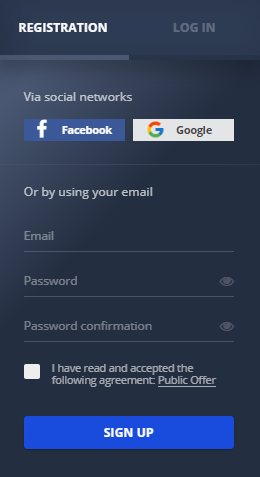 REGISTRATION LOG IN
Via social networks
Facebook Google
Or by using your email
Email
Password
Password confirmation
I have read and accepted the
following agreement: Public Offer
SIGN UP